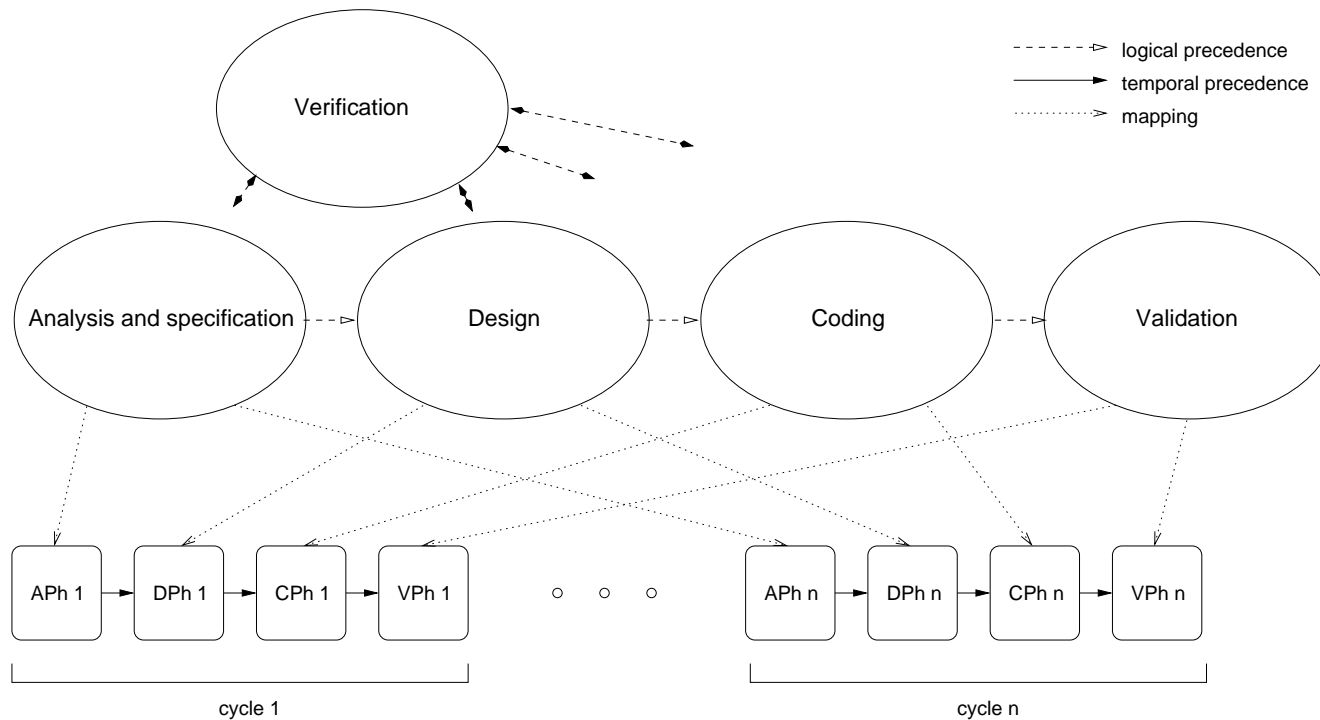 logical precedence
temporal precedence
mapping
Verification
Analysis and specification
Design
Coding
Validation
APh 1
DPh 1
CPh 1
VPh 1
APh n
DPh n
CPh n
VPh n
cycle 1
cycle n